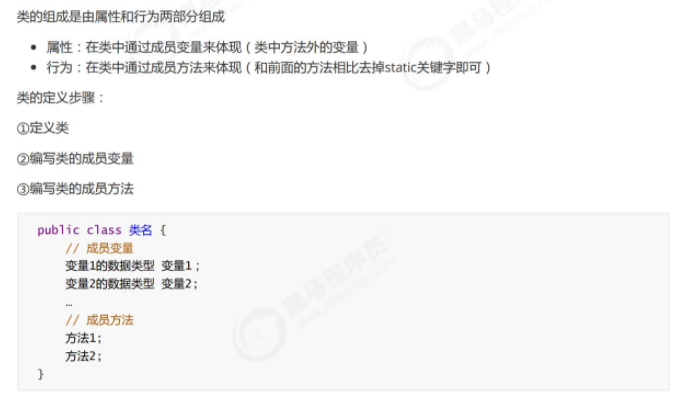 类的组成是由属性和行为两部分组成
• 属性：在类中通过成员变量来体现（类中方法外的变量）
• 行为：在类中通过成员方法来体现（和前面的方法相比去掉static关键字即可）
类的定义步骤：
①定义类
②编写类的成员变量
③编写类的成员方法
public class 类名 {
// 成员变量
变量1的数据类型 变量1；
变量2的数据类型 变量2;
…
// 成员方法
方法1;
方法2;
}
黑马程序员